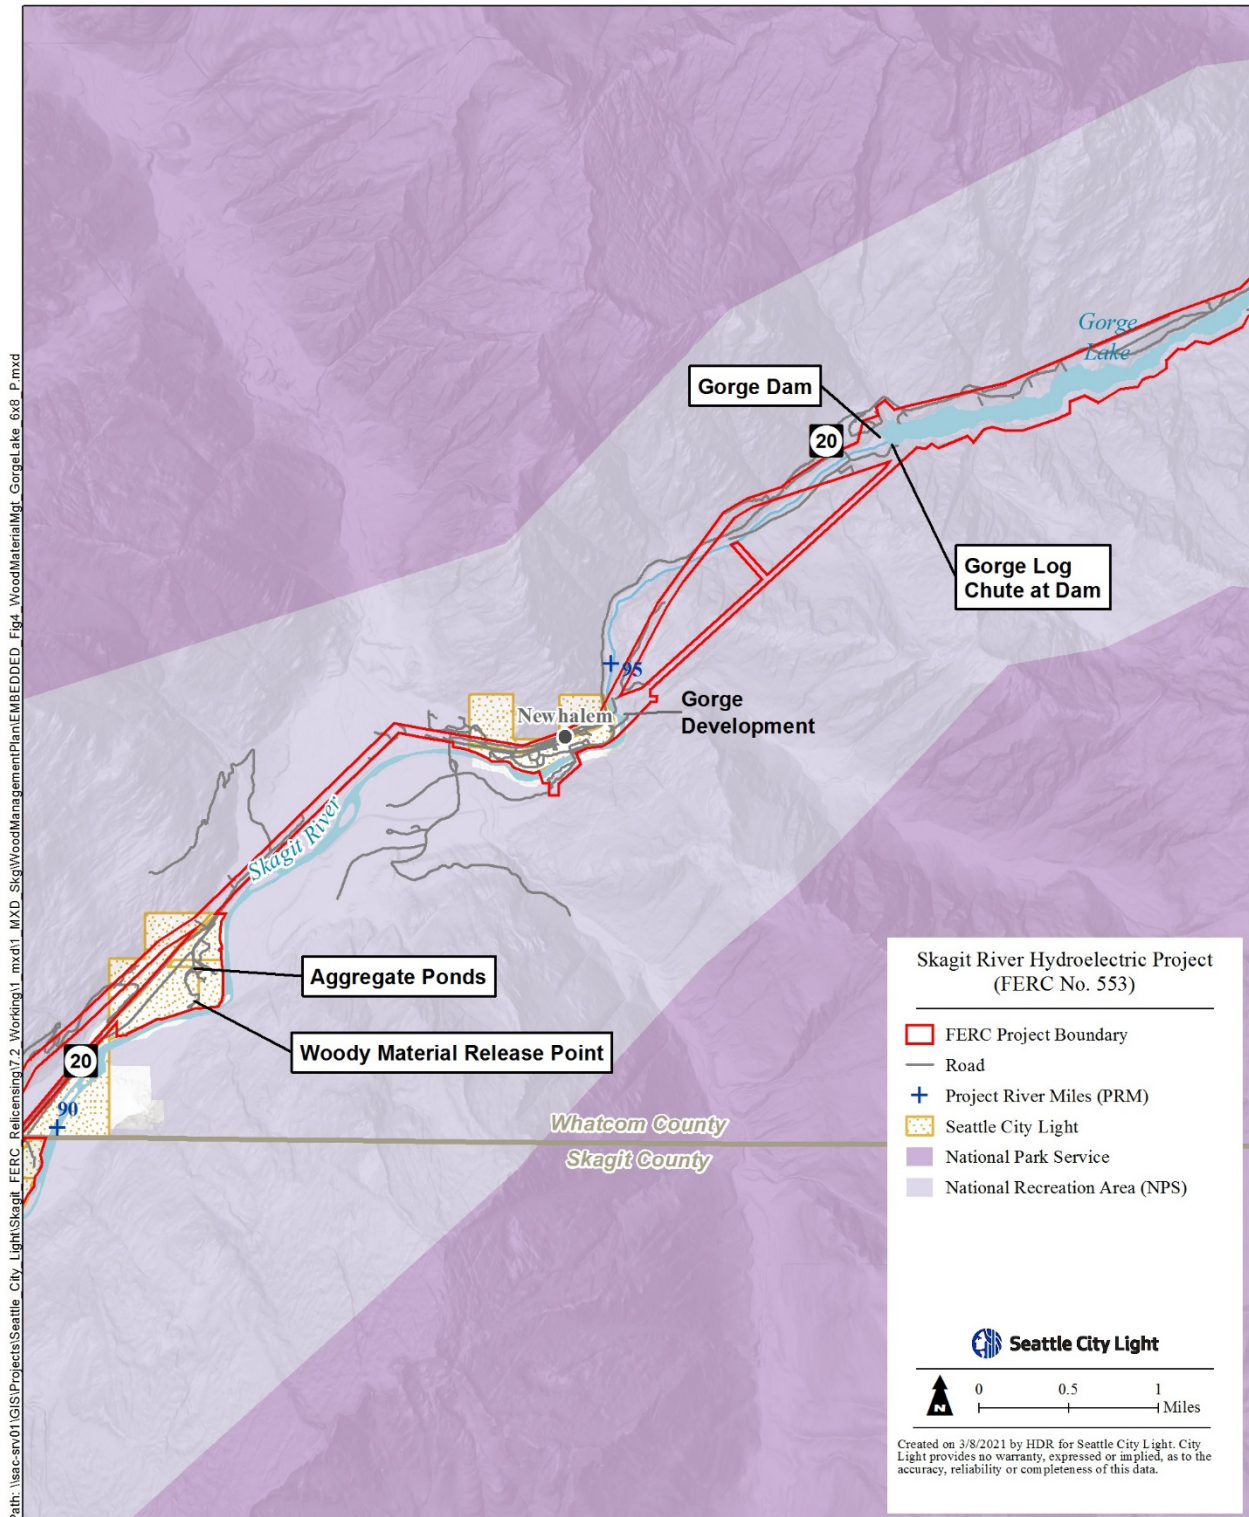 Path: \\sac-srv01\GIS\Projects\Seattle_City_Light\Skagit_FERC_Relicensing\7.2_Working\1_mxd\1_MXD_Skg\WoodManagementPlan\EMBEDDED_Fig4_WoodMaterialMgt_GorgeLake_6x8_P.mxd
Gorge
Lake
Gorge Dam
20
Gorge Log
Chute at Dam
95
Gorge
Development
Newhalem
Skagit River
Aggregate Ponds
Woody Material Release Point
20
90
Whatcom County
Skagit County
Skagit River Hydroelectric Project
(FERC No. 553)
FERC Project Boundary
Road
Project River Miles (PRM)
Seattle City Light
National Park Service
National Recreation Area (NPS)
Seattle City Light
N
0 0.5 1
Miles
Created on 3/8/2021 by HDR for Seattle City Light. City
Light provides no warranty, expressed or implied, as to the
accuracy, reliability or completeness of this data.